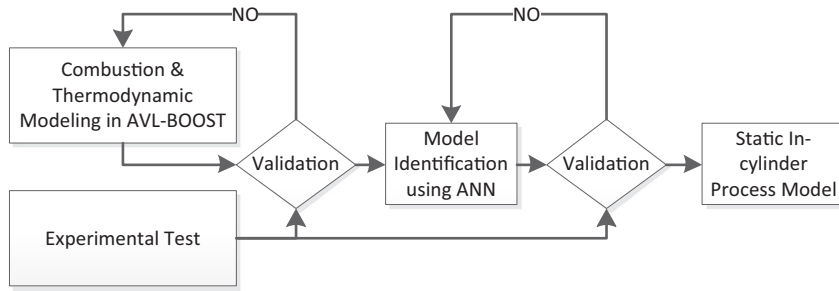 NO
NO
Combustion &
Thermodynamic
Modeling in AVL-BOOST
Validation
Model
Identification
using ANN
Validation
Static In-
cylinder
Process Model
Experimental Test